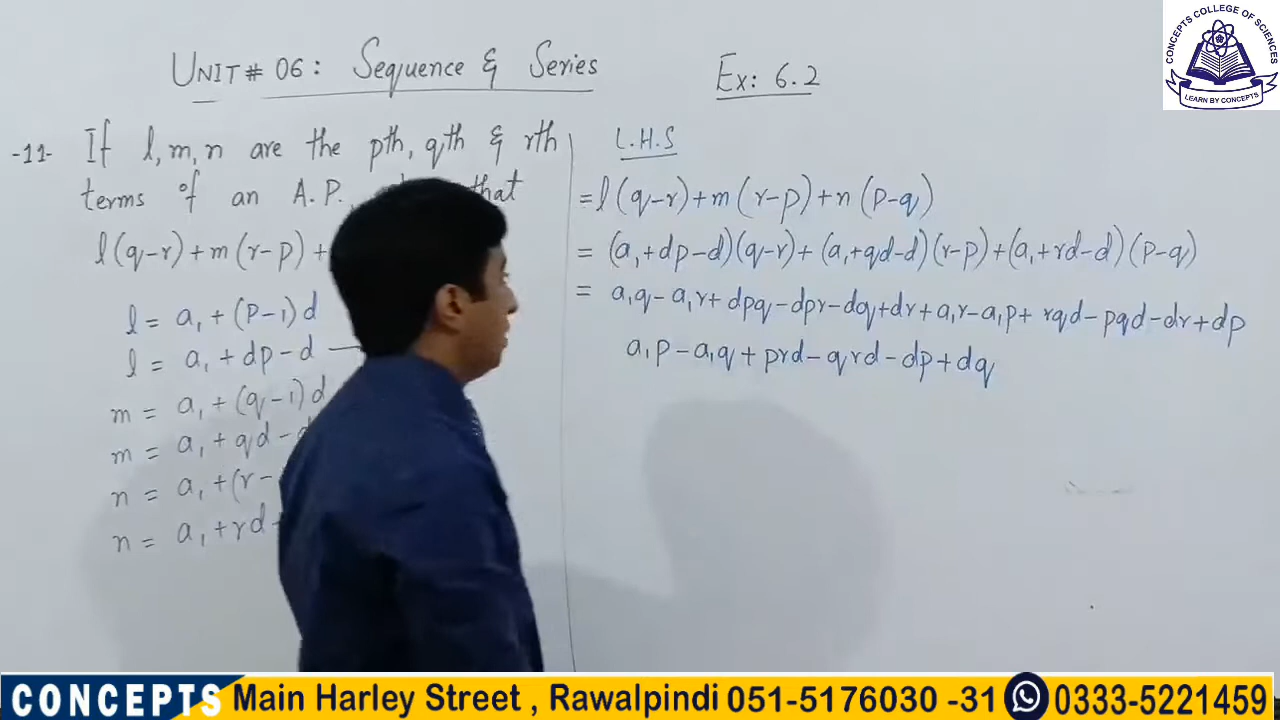 UNIT# 06: Sequence & Series
Ex: 6.2
-11- If l, m, n are the pth, qth & rth
terms of an A.P., that
l(q-r)+m(r-p)+
l = a₁ + (p-1)d
l = a₁ + dp - d
m = a₁ + (q-1)d
m = a₁ + qd -
n = a₁ + (r-
n = a₁ + rd
L.H.S
= l(q-r)+m(r-p)+n(p-q)
= (a₁+dp-d)(q-r)+(a₁+qd-d)(r-p)+(a₁+rd-d)(p-q)
= a₁q-a₁r+dpq-dpr-dq+dr+a₁r-a₁p+rqd-pqd-dr+dp
a₁p-a₁q+prd-qrd-dp+dq
CONCEPTS COLLEGE OF SCIENCES
LEARN BY CONCEPTS
CONCEPTS Main Harley Street , Rawalpindi 051-5176030 -31 0333-5221459